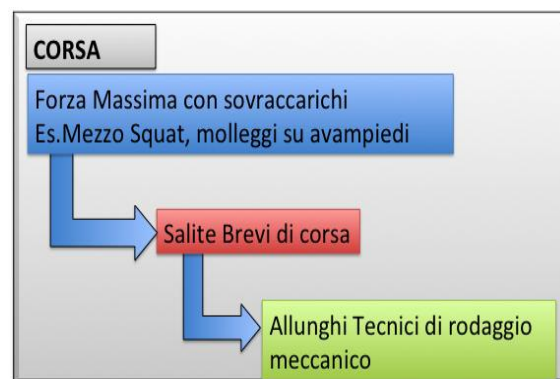 CORSA
Forza Massima con sovraccarichi
Es.Mezzo Squat, molleggi su avampiedi
Salite Brevi di corsa
Allunghi Tecnici di rodaggio
meccanico